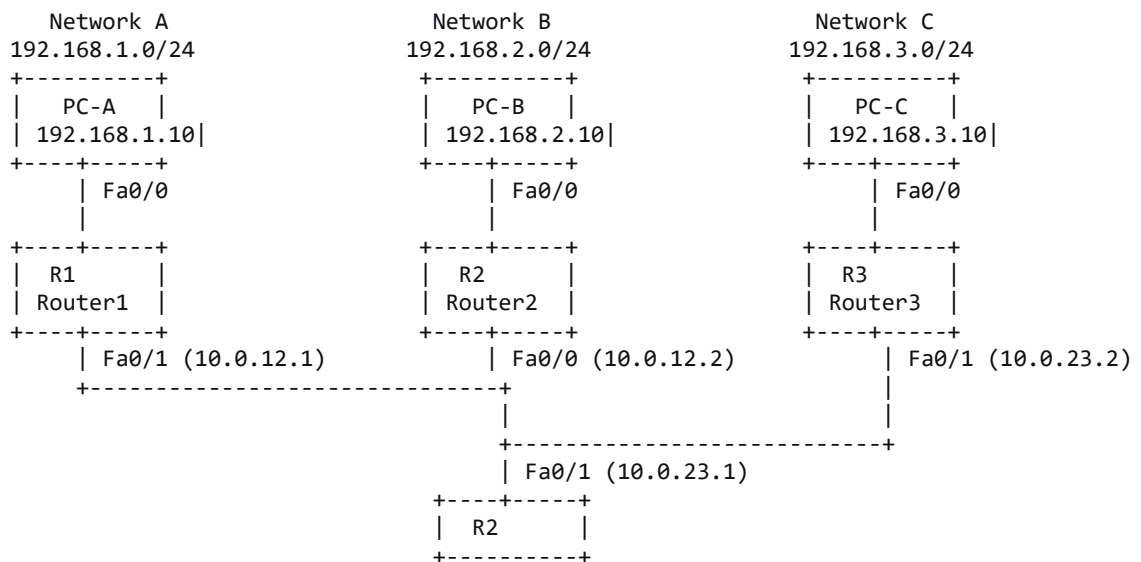 Network A Network B Network C
192.168.1.0/24 192.168.2.0/24 192.168.3.0/24
PC-A PC-B PC-C
192.168.1.10 192.168.2.10 192.168.3.10
Fa0/0 Fa0/0 Fa0/0
R1 R2 R3
Router1 Router2 Router3
Fa0/1 (10.0.12.1) Fa0/0 (10.0.12.2) Fa0/1 (10.0.23.2)
Fa0/1 (10.0.23.1)
R2